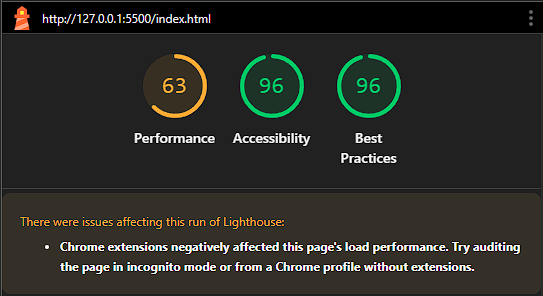 http://127.0.0.1:5500/index.html
63 96 96
Performance Accessibility Best
Practices
There were issues affecting this run of Lighthouse:
• Chrome extensions negatively affected this page's load performance. Try auditing
the page in incognito mode or from a Chrome profile without extensions.